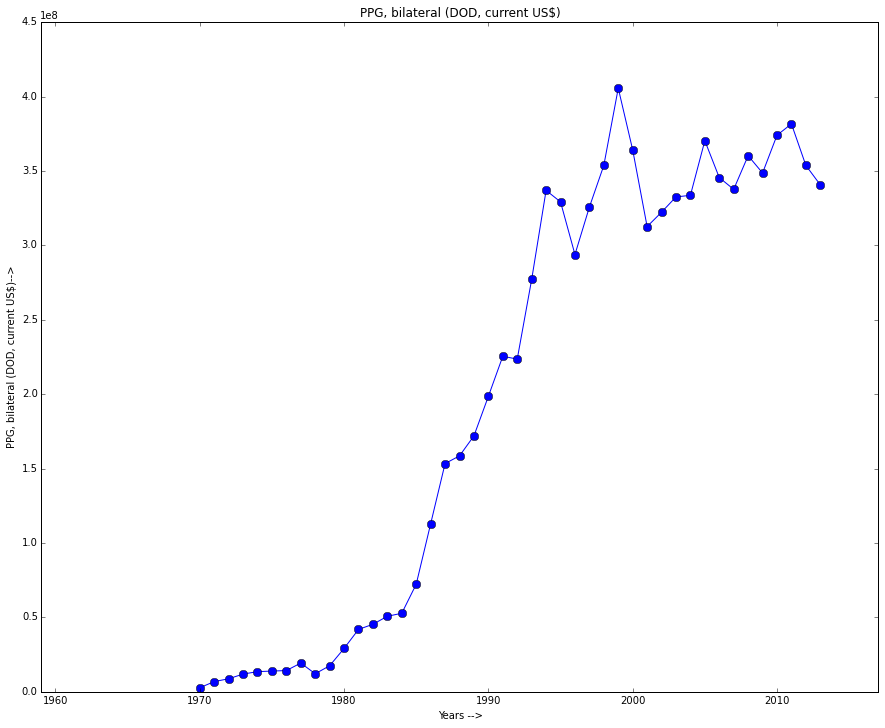 PPG, bilateral (DOD, current US$)
1e8
4.5
4.0
3.5
3.0
2.5
2.0
1.5
1.0
0.5
0.0
PPG, bilateral (DOD, current US$)-->
1960 1970 1980 1990 2000 2010
Years -->